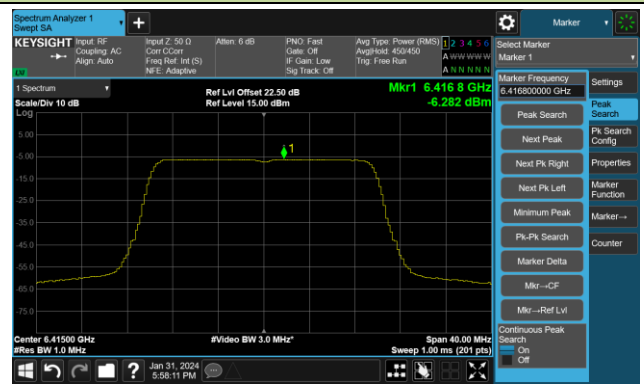 Spectrum Analyzer 1
Swept SA
Marker
KEYSIGHT
Input: RF
Coupling: AC
Align: Auto
Input Z: 50 Ω
Corr CCorr
Freq Ref: Int (S)
NFE: Adaptive
Atten: 6 dB
PNO: Fast
Gate: Off
IF Gain: Low
Sig Track: Off
Avg Type: Power (RMS)
Avg|Hold: 450/450
Trig: Free Run
1 2 3 4 5 6
A W W W W W
A N N N N N
LV
Select Marker
Marker 1
1 Spectrum
Scale/Div 10 dB
Log
Ref Lvl Offset 22.50 dB
Ref Level 15.00 dBm
Mkr1 6.416 8 GHz
-6.282 dBm
5.00
-5.00
-15.0
-25.0
-35.0
-45.0
-55.0
-65.0
-75.0
1
Center 6.41500 GHz
#Res BW 1.0 MHz
#Video BW 3.0 MHz*
Span 40.00 MHz
Sweep 1.00 ms (201 pts)
Marker Frequency
6.416800000 GHz
Peak Search
Next Peak
Next Pk Right
Next Pk Left
Minimum Peak
Pk-Pk Search
Marker Delta
Mkr→CF
Mkr→Ref Lvl
Continuous Peak
Search
On
Off
Settings
Peak
Search
Pk Search
Config
Properties
Marker
Function
Marker→
Counter
Jan 31, 2024
5:58:11 PM